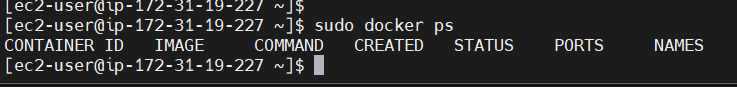 [ec2-user@ip-172-31-19-227 ~]$
[ec2-user@ip-172-31-19-227 ~]$ sudo docker ps
CONTAINER ID   IMAGE     COMMAND   CREATED   STATUS    PORTS     NAMES
[ec2-user@ip-172-31-19-227 ~]$